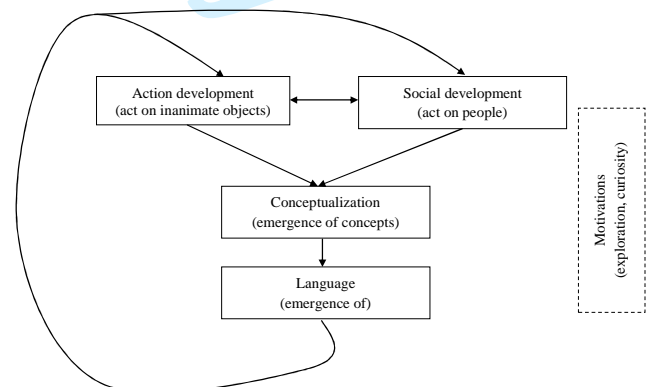 Action development
(act on inanimate objects)
Social development
(act on people)
Conceptualization
(emergence of concepts)
Language
(emergence of)
Motivations
(exploration, curiosity)